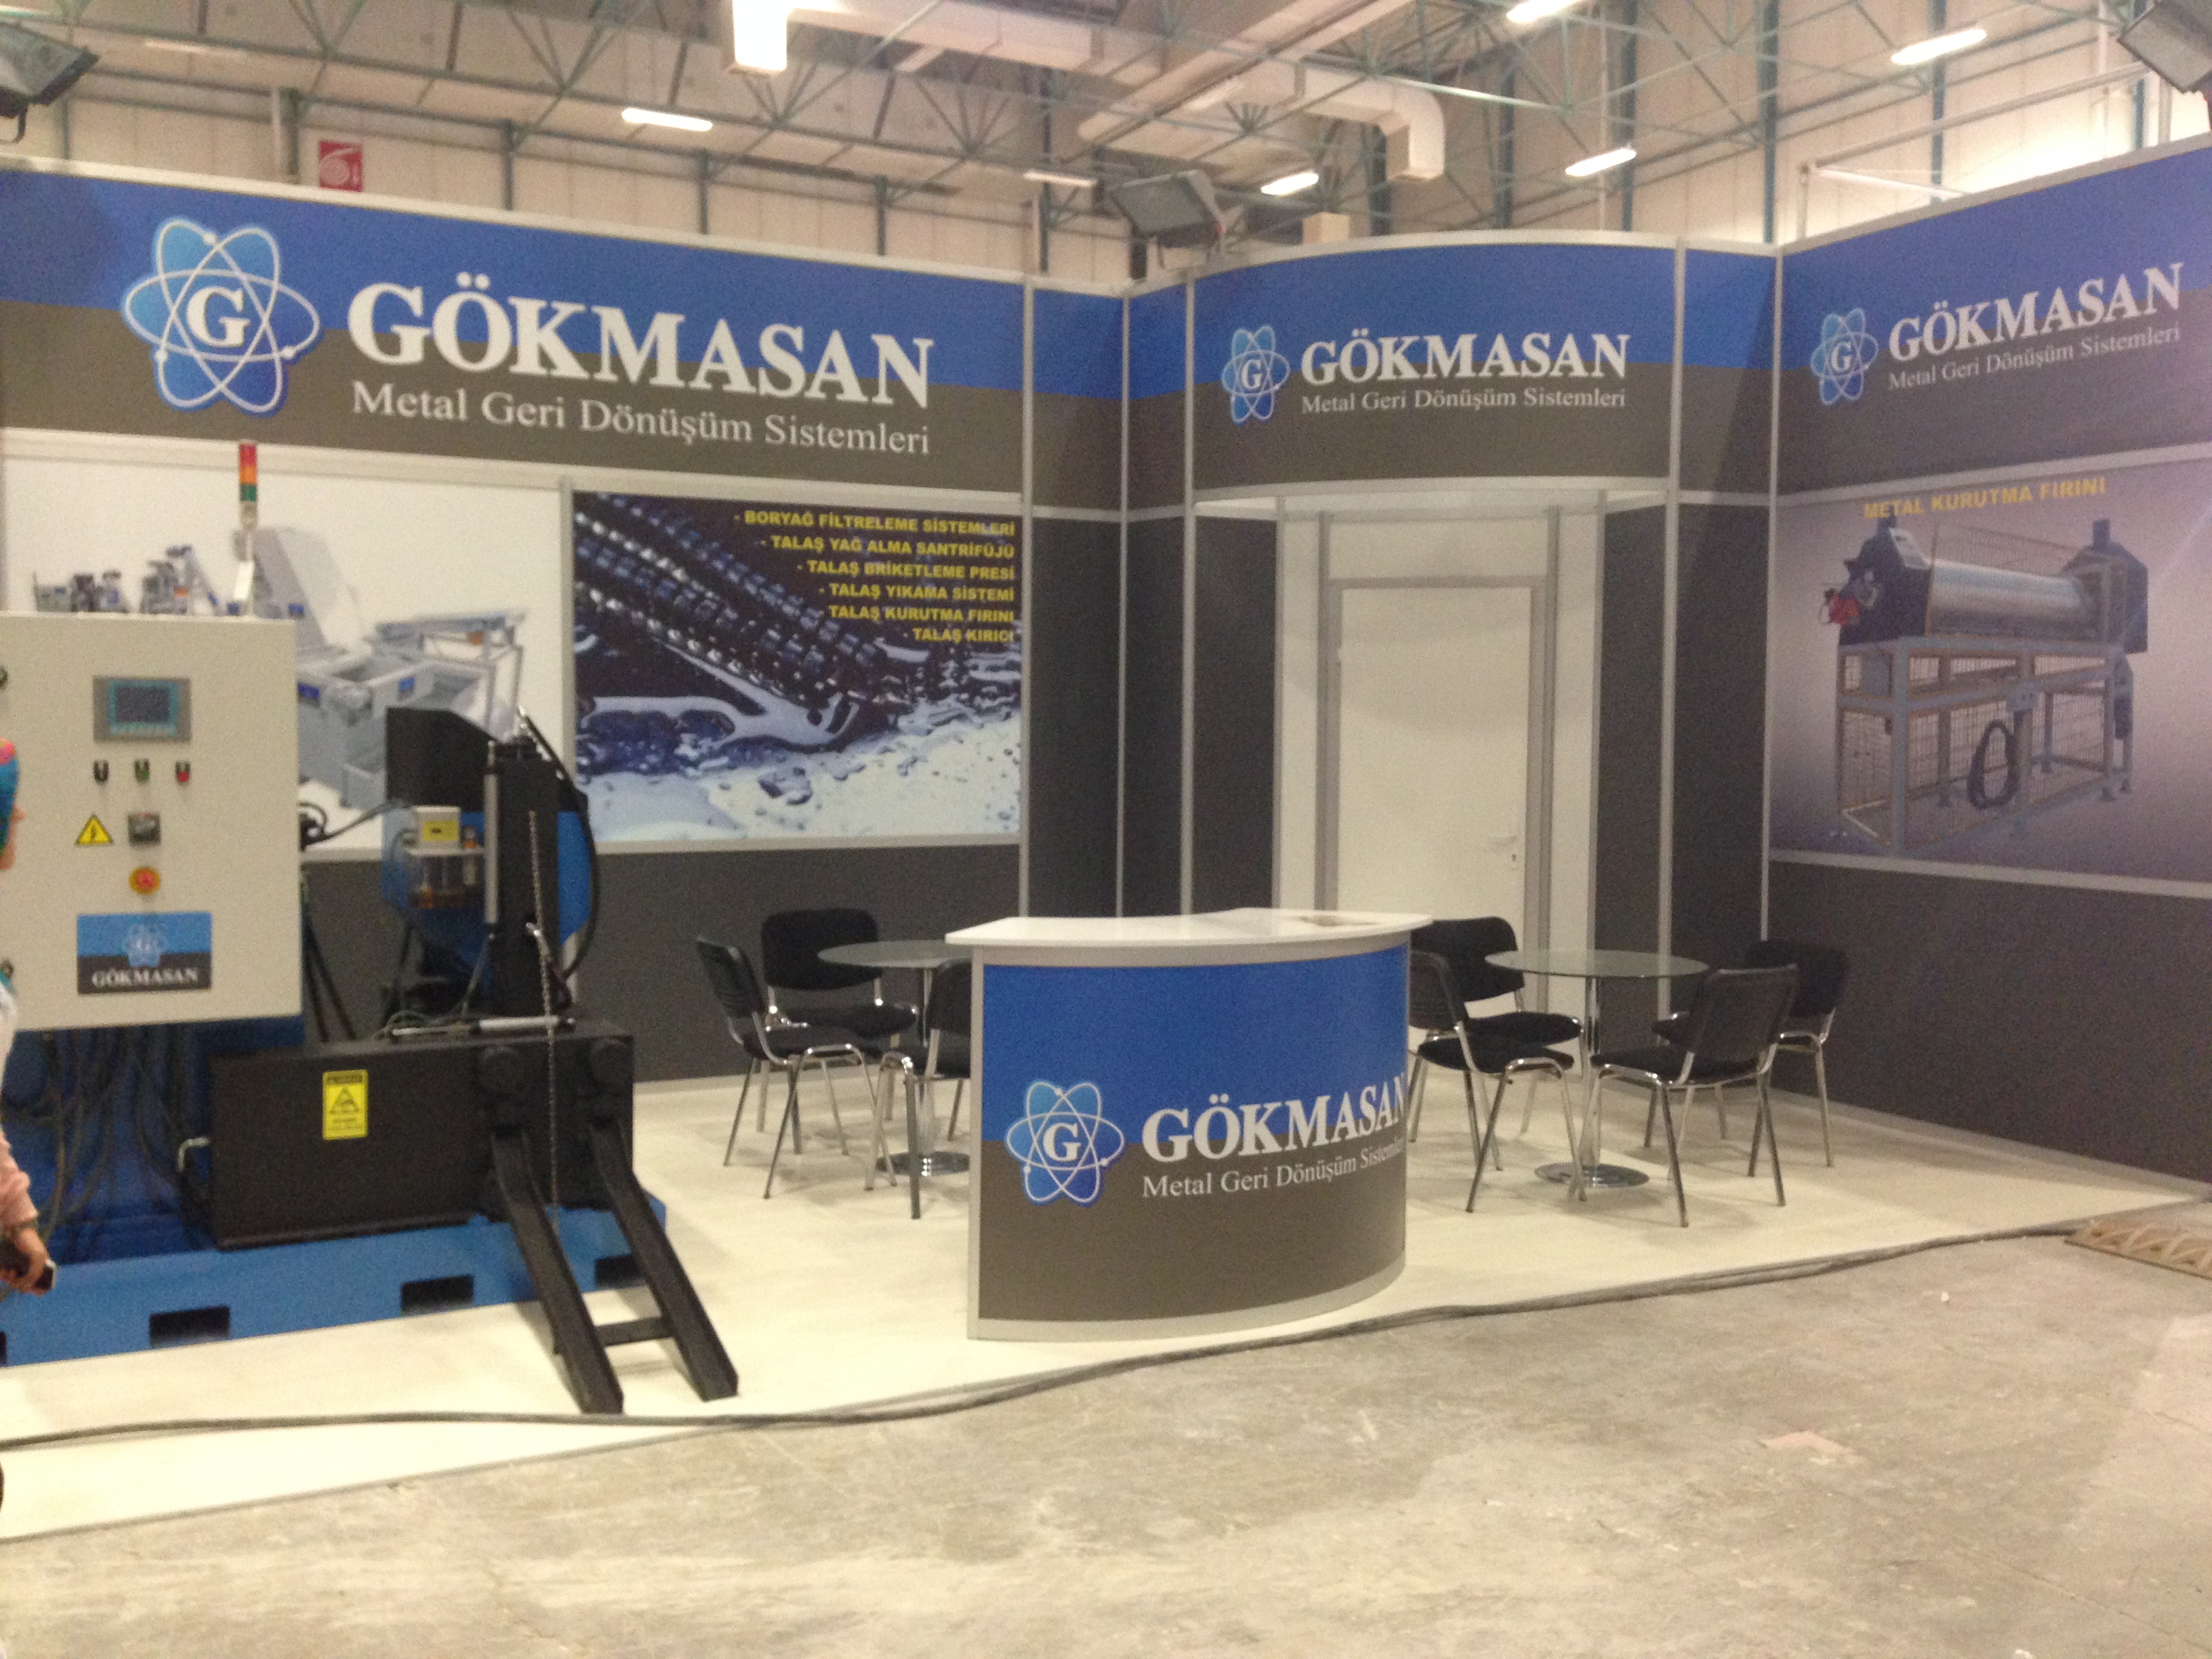 G
GÖKMASAN
Metal Geri Dönüşüm Sistemleri
G
GÖKMASAN
Metal Geri Dönüşüm Sistemleri
G
GÖKMASAN
Metal Geri Dönüşüm Sistemleri
- BORYAĞ FİLTRELEME SİSTEMLERİ
- TALAŞ YAĞ ALMA SANTRİFÜJÜ
- TALAŞ BRİKETLEME PRESİ
- TALAŞ YIKAMA SİSTEMİ
- TALAŞ KURUTMA FIRINI
- TALAŞ KIRICI
METAL KURUTMA FIRINI
G
GÖKMASAN
G
GÖKMASAN
Metal Geri Dönüşüm Sistemleri